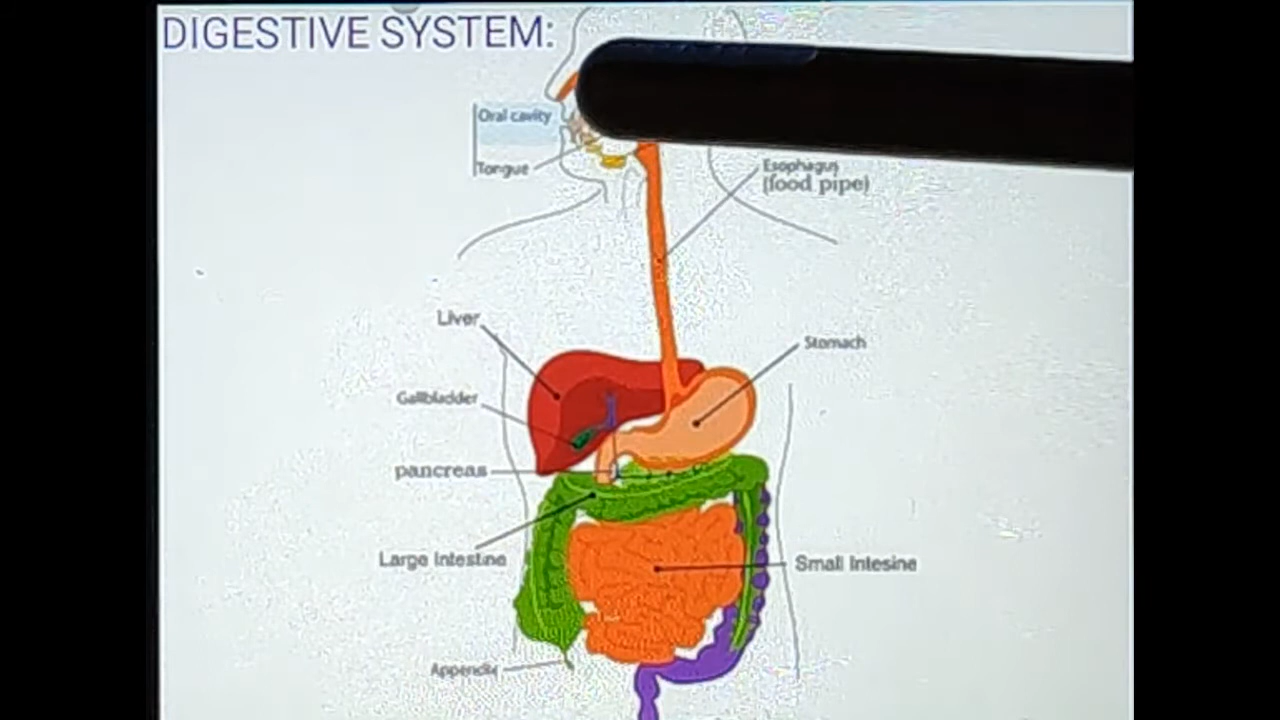 DIGESTIVE SYSTEM:
Oral cavity
Tongue
Esophagus
(food pipe)
Liver
Stomach
Gallbladder
pancreas
Large Intestine
Small Intesine
Appendix